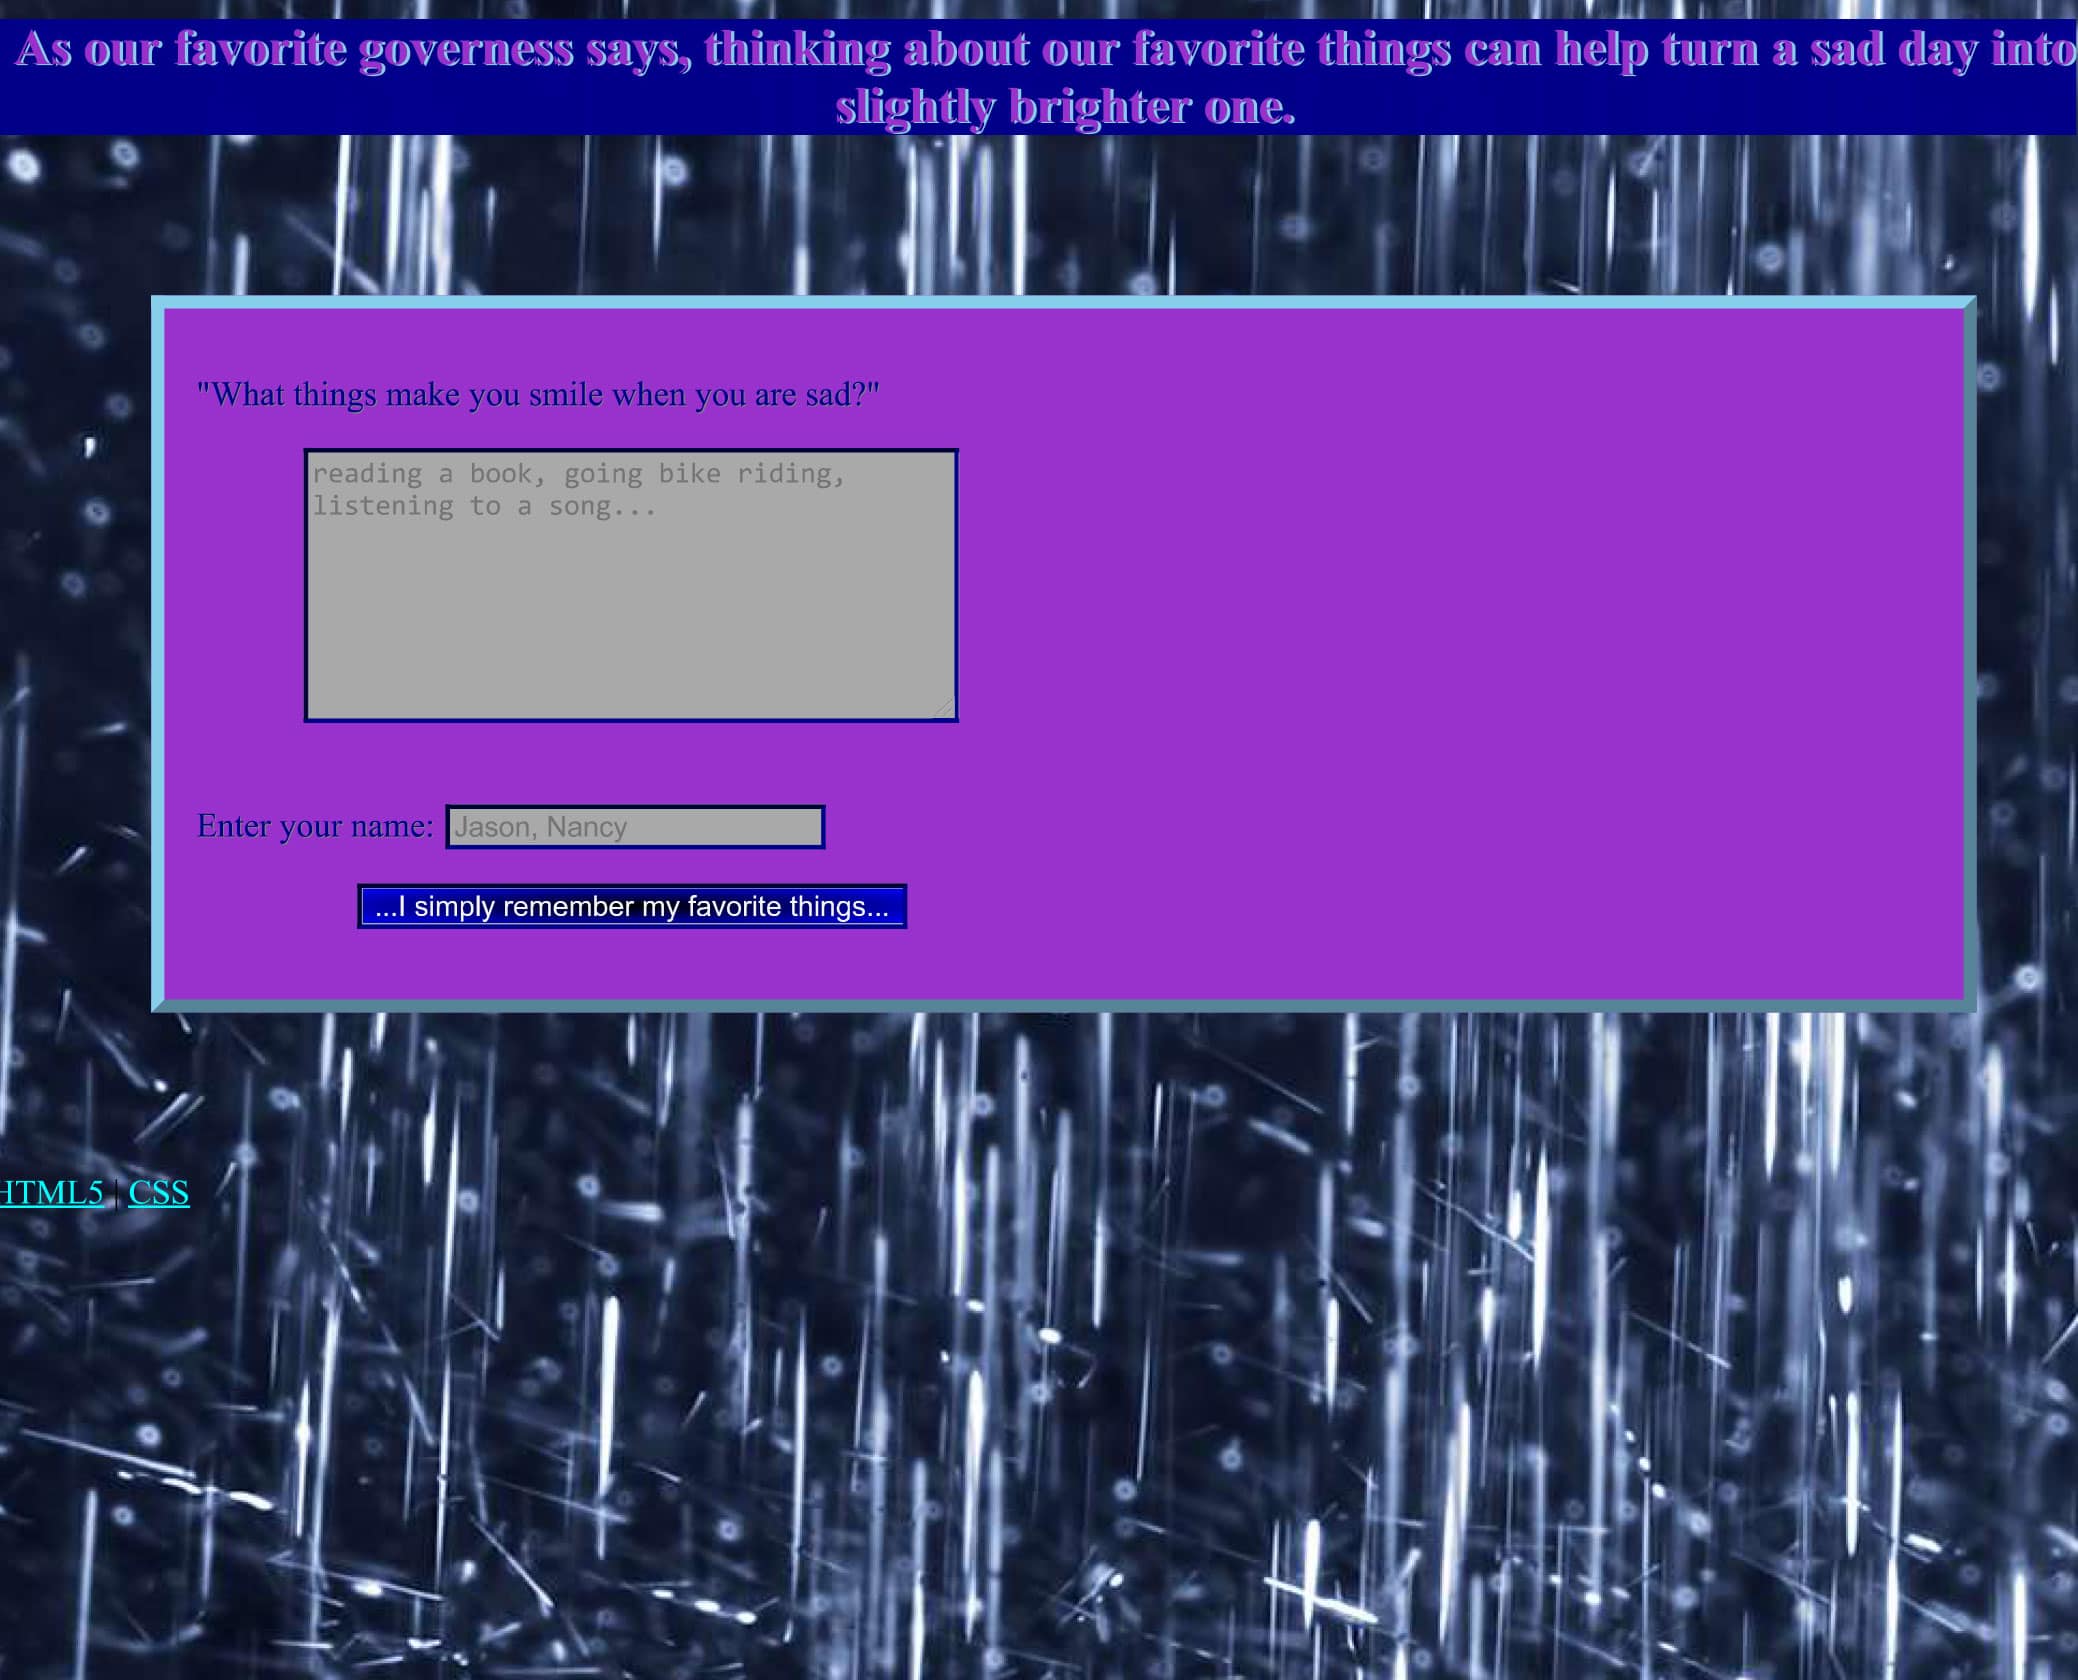 As our favorite governess says, thinking about our favorite things can help turn a sad day into
slightly brighter one.
"What things make you smile when you are sad?"
reading a book, going bike riding,
listening to a song...
Enter your name: Jason, Nancy
...I simply remember my favorite things...
HTML5 | CSS